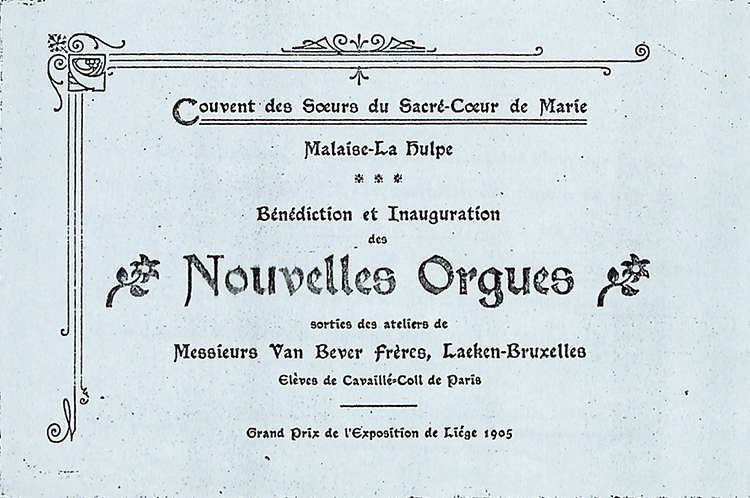 Couvent des Sœurs du Sacré-Cœur de Marie
Malaise-La Hulpe
* * *
Bénédiction et Inauguration
des
Nouvelles Orgues
sorties des ateliers de
Messieurs Van Bever Frères, Laeken-Bruxelles
Elèves de Cavaillé-Coll de Paris
Grand Prix de l'Exposition de Liége 1905